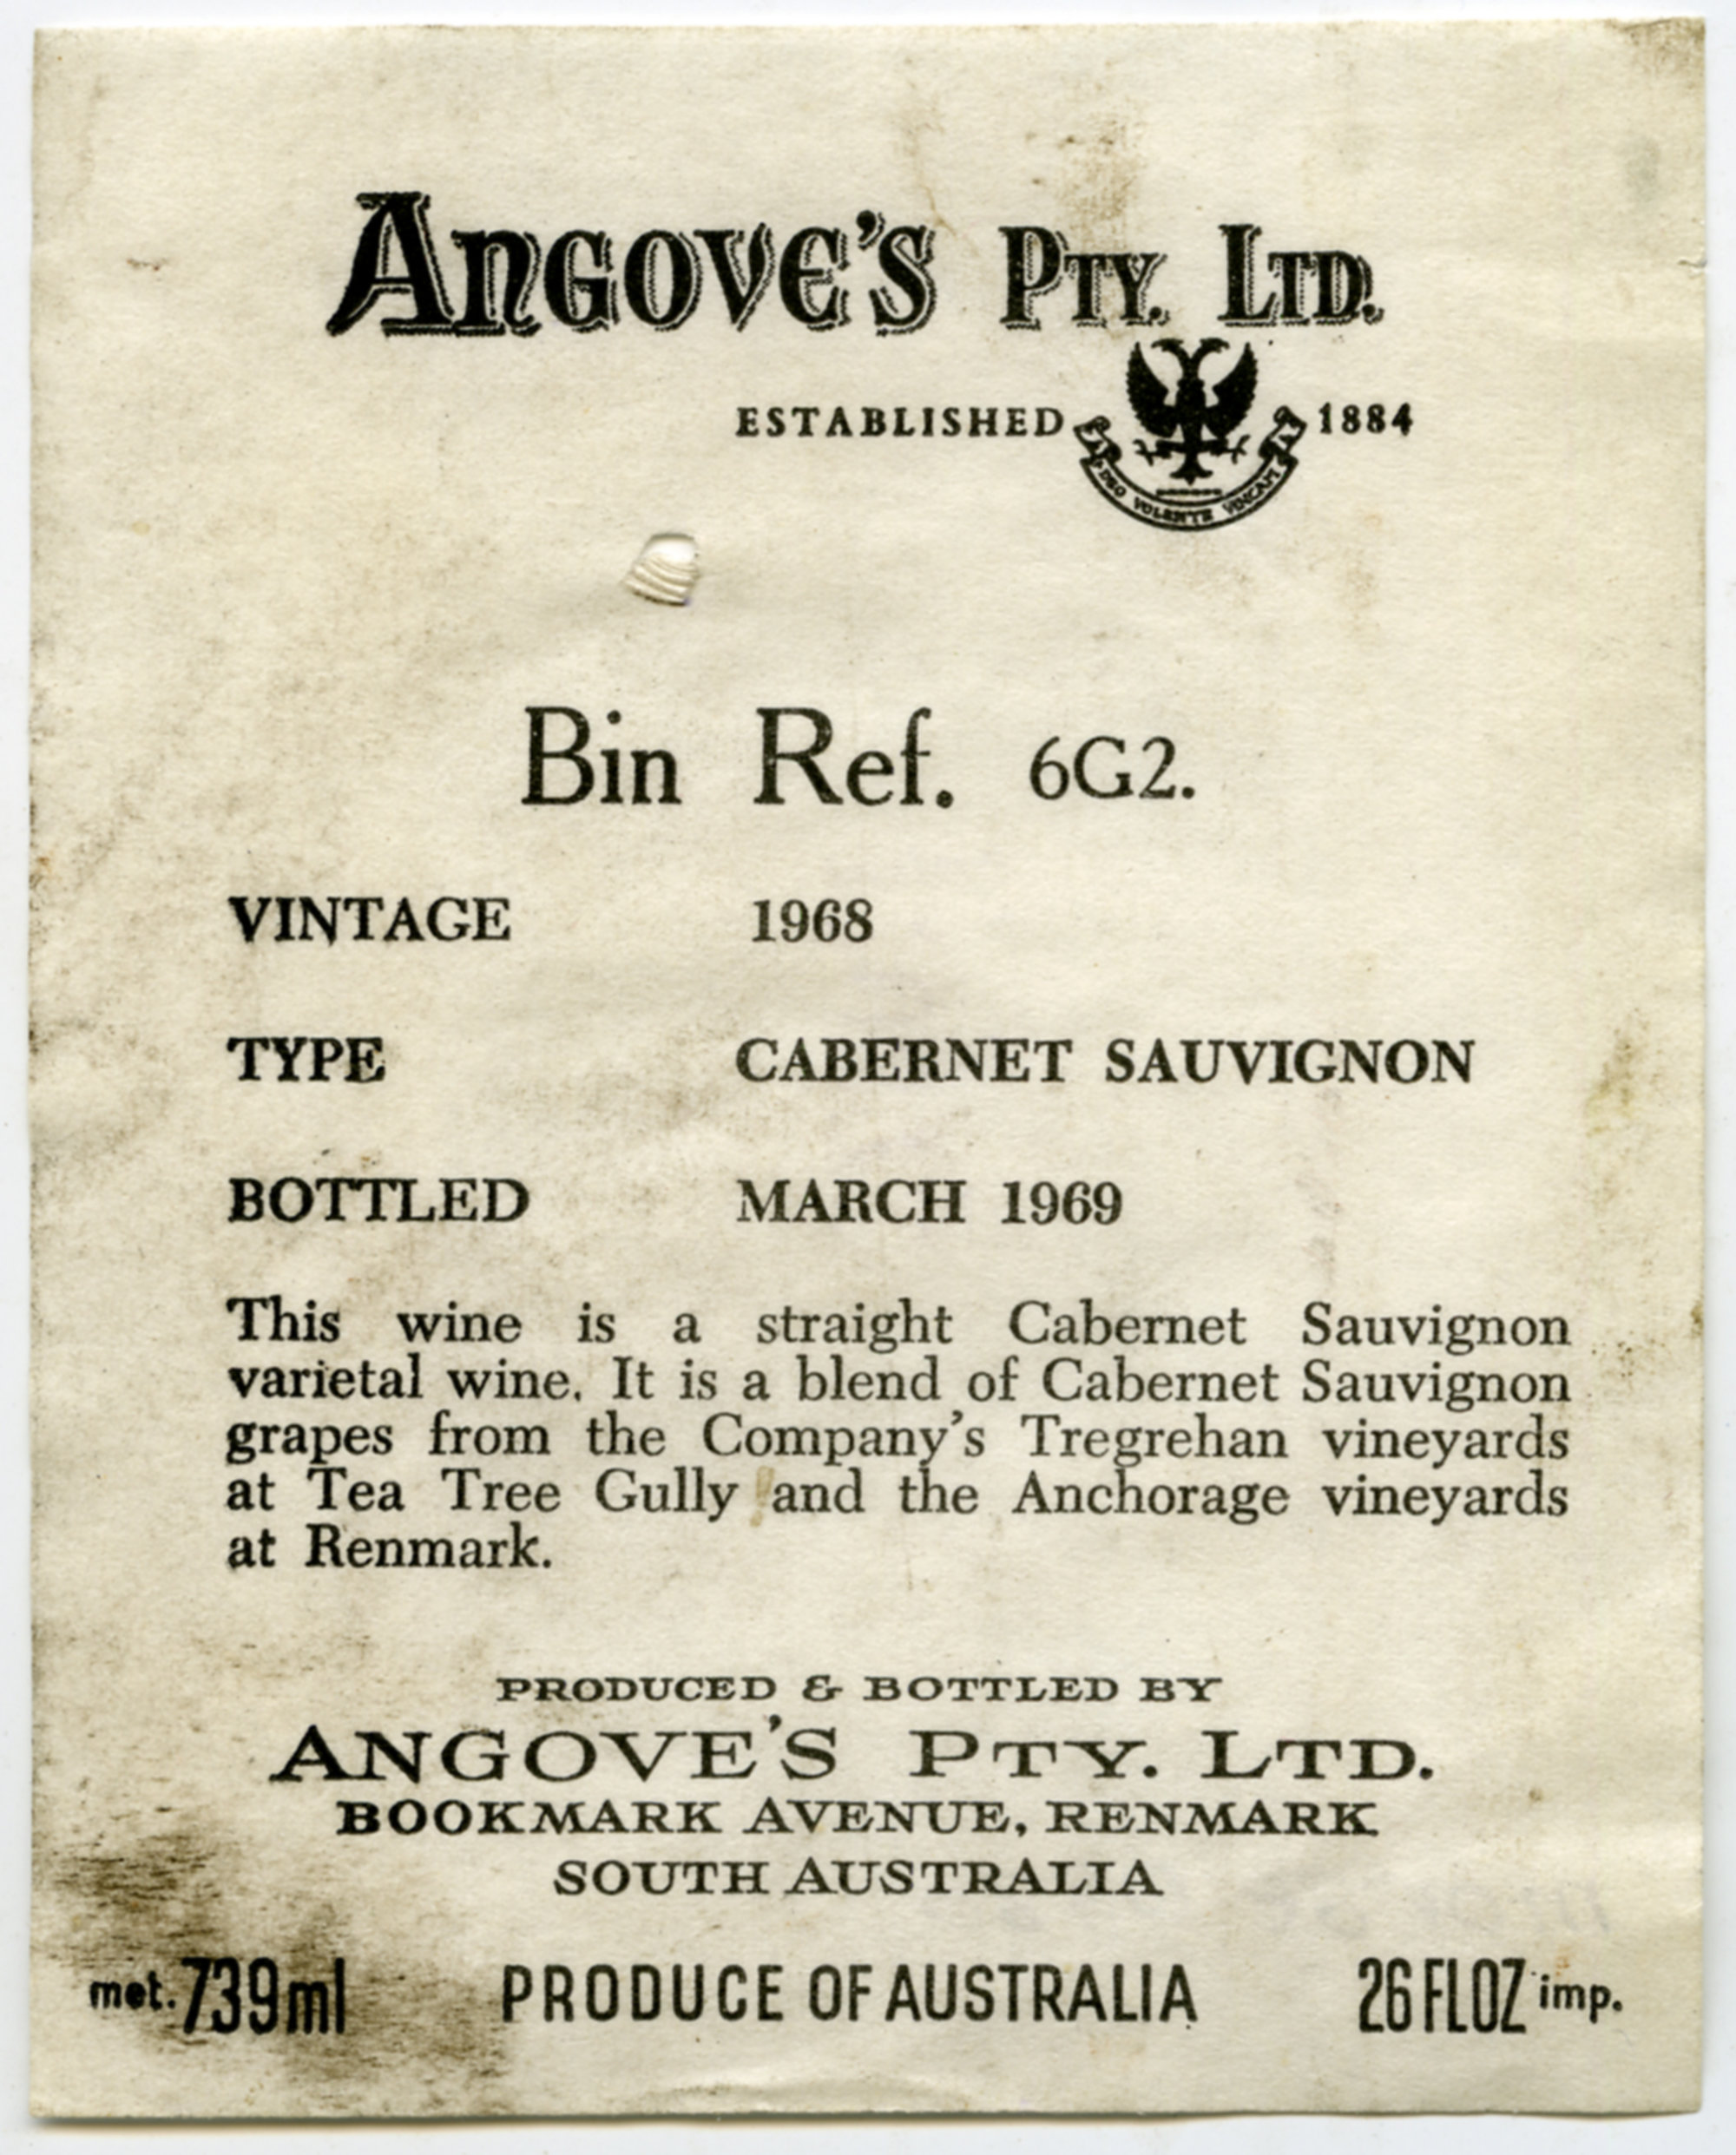 ANGOVE'S PTY. LTD.
ESTABLISHED 1884
DEO VOLENTE VINCAM
Bin Ref. 6G2.
VINTAGE 1968
TYPE CABERNET SAUVIGNON
BOTTLED MARCH 1969
This wine is a straight Cabernet Sauvignon
varietal wine. It is a blend of Cabernet Sauvignon
grapes from the Company's Tregrehan vineyards
at Tea Tree Gully and the Anchorage vineyards
at Renmark.
PRODUCED & BOTTLED BY
ANGOVE'S PTY. LTD.
BOOKMARK AVENUE, RENMARK
SOUTH AUSTRALIA
met. 739ml PRODUCE OF AUSTRALIA 26 FL OZ imp.